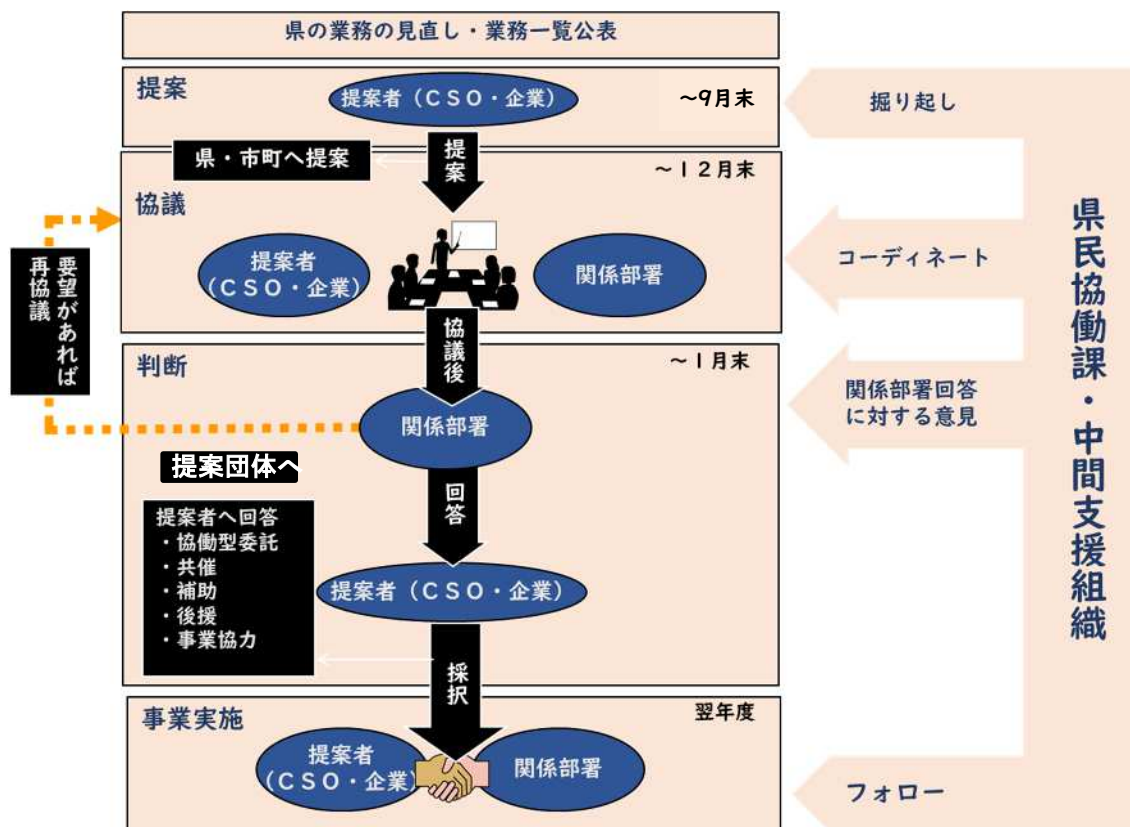 県の業務の見直し・業務一覧公表
提案
提案者（CSO・企業）
～9月末
掘り起し
県・市町へ提案
提案
～12月末
協議
提案者
（CSO・企業）
関係部署
コーディネート
要望があれば
再協議
協議後
判断
～1月末
関係部署
関係部署回答
に対する意見
提案団体へ
回答
提案者へ回答
・協働型委託
・共催
・補助
・後援
・事業協力
提案者（CSO・企業）
採択
事業実施
翌年度
提案者
（CSO・企業）
関係部署
フォロー
県民協働課・中間支援組織